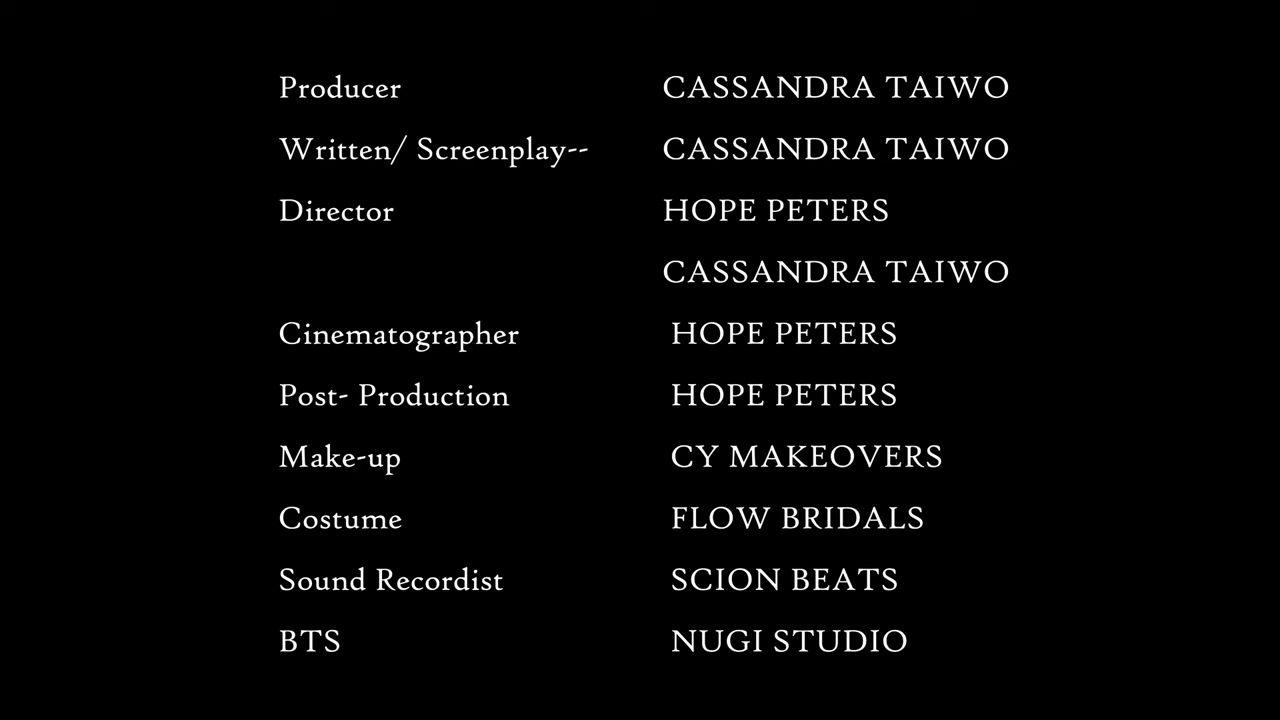 Producer CASSANDRA TAIWO
Written/ Screenplay-- CASSANDRA TAIWO
Director HOPE PETERS
CASSANDRA TAIWO
Cinematographer HOPE PETERS
Post- Production HOPE PETERS
Make-up CY MAKEOVERS
Costume FLOW BRIDALS
Sound Recordist SCION BEATS
BTS NUGI STUDIO